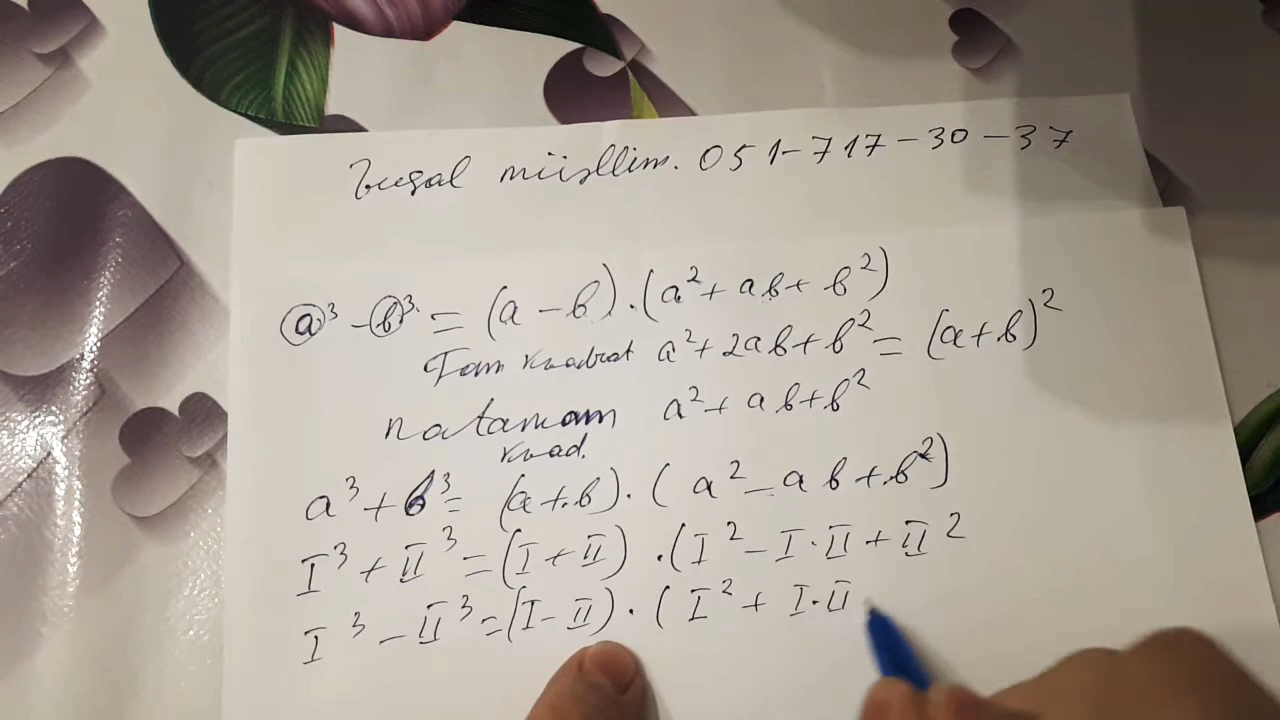 müəllim. 051-717-30-37
a³ - b³ = (a - b) · (a² + ab + b²)
Tam kvadrat a² + 2ab + b² = (a + b)²
natamam a² + ab + b²
kvad.
a³ + b³ = (a + b) · (a² - ab + b²)
I³ + II³ = (I + II) · (I² - I · II + II²
I³ - II³ = (I - II) · (I² + I · II